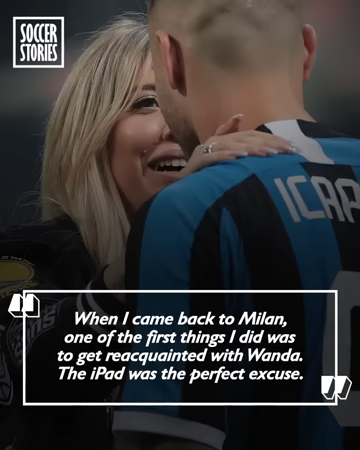 SOCCER
STORIES
ICAR
When I came back to Milan,
one of the first things I did was
to get reacquainted with Wanda.
The iPad was the perfect excuse.